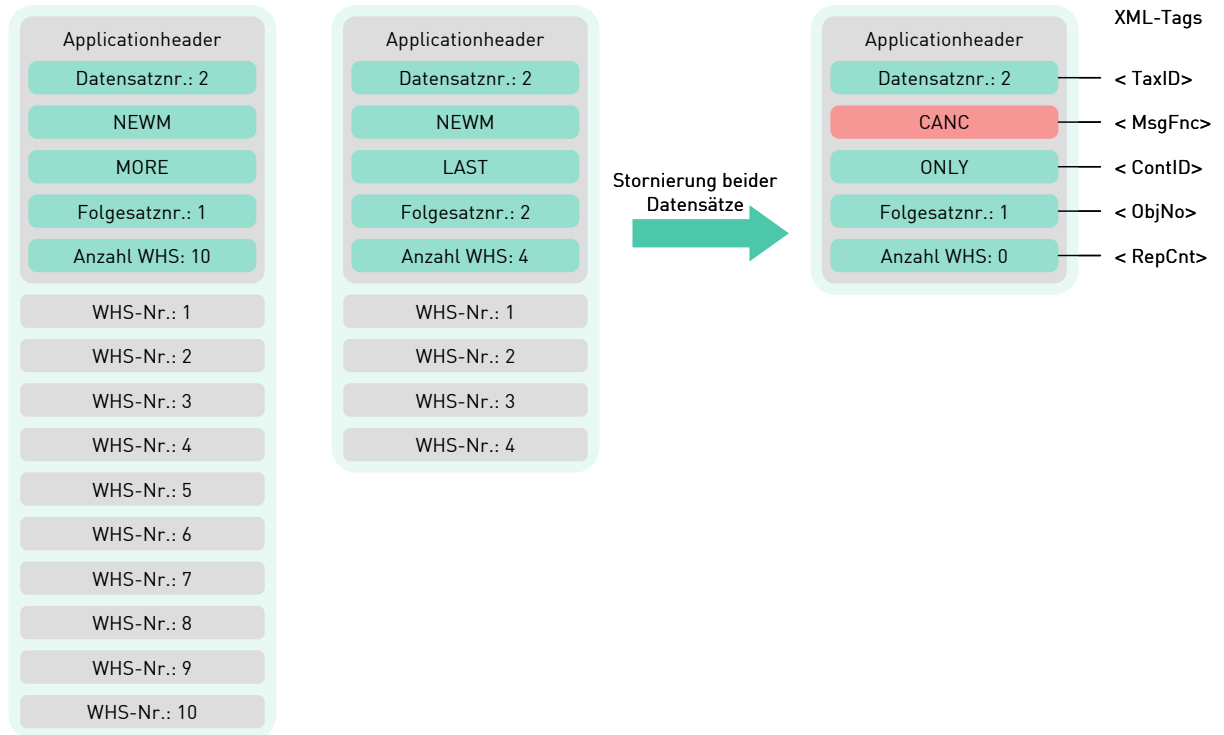 Applicationheader
Datensatznr.: 2
NEWM
MORE
Folgesatznr.: 1
Anzahl WHS: 10
WHS-Nr.: 1
WHS-Nr.: 2
WHS-Nr.: 3
WHS-Nr.: 4
WHS-Nr.: 5
WHS-Nr.: 6
WHS-Nr.: 7
WHS-Nr.: 8
WHS-Nr.: 9
WHS-Nr.: 10
Applicationheader
Datensatznr.: 2
NEWM
LAST
Folgesatznr.: 2
Anzahl WHS: 4
WHS-Nr.: 1
WHS-Nr.: 2
WHS-Nr.: 3
WHS-Nr.: 4
Stornierung beider
Datensätze
Applicationheader
Datensatznr.: 2
CANC
ONLY
Folgesatznr.: 1
Anzahl WHS: 0
XML-Tags
< TaxID>
< MsgFnc>
< ContID>
< ObjNo>
< RepCnt>